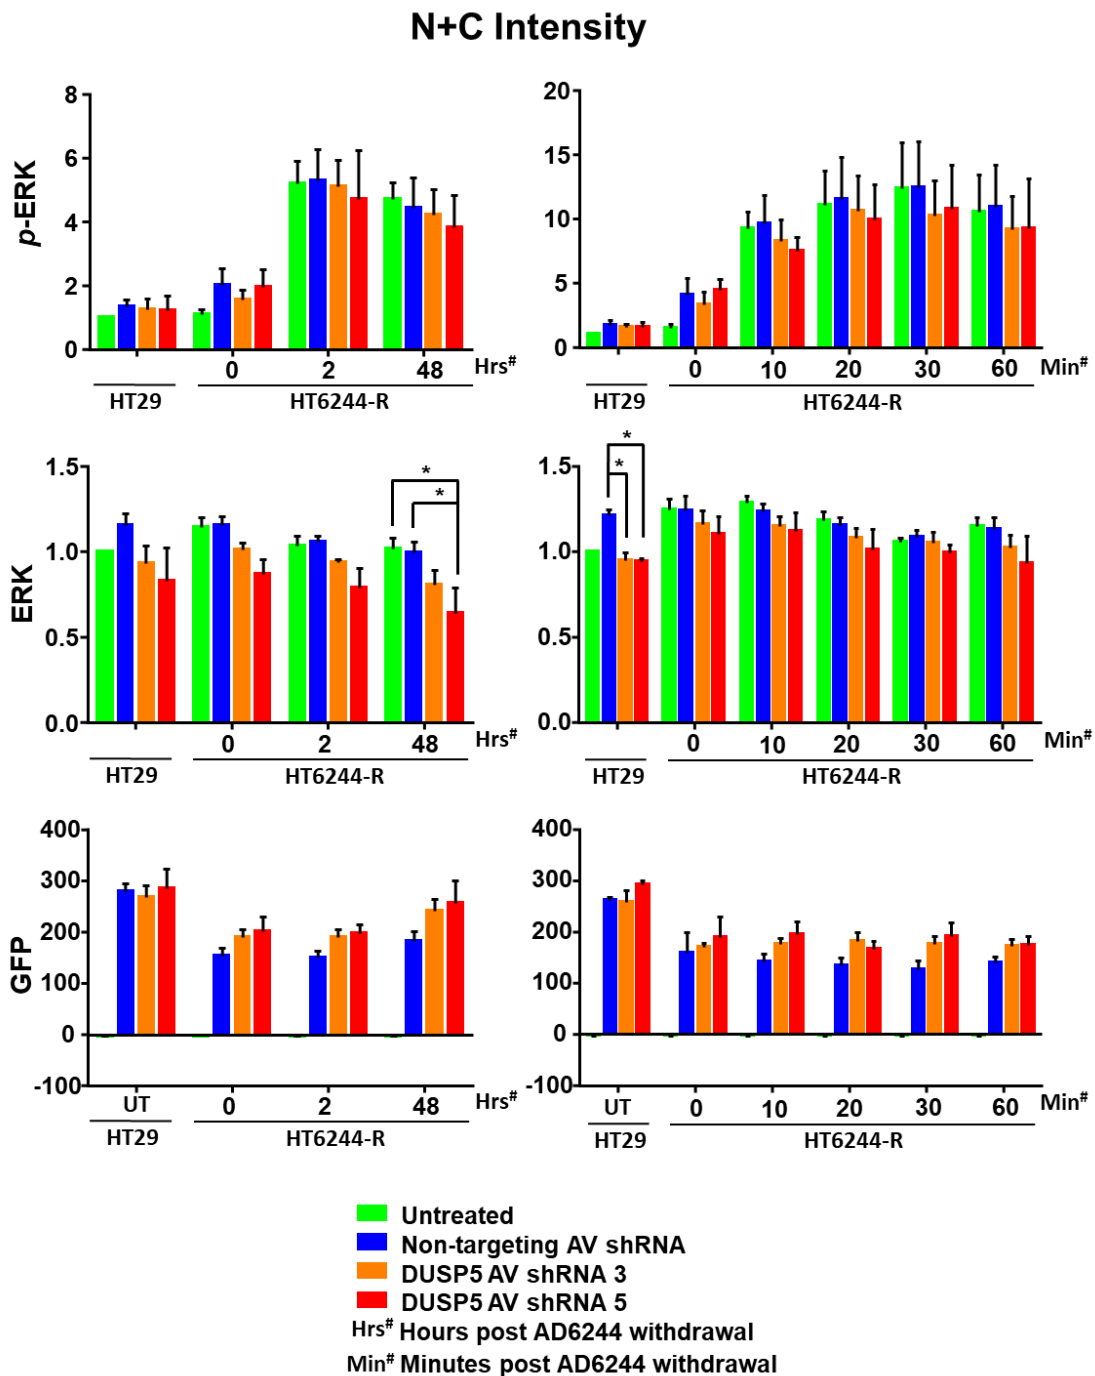 N+C Intensity
p-ERK
8
6
4
2
0
0 2 48 Hrs#
HT29 HT6244-R
20
15
10
5
0
0 10 20 30 60 Min#
HT29 HT6244-R
ERK
1.5
1.0
0.5
0.0
* 
*
0 2 48 Hrs#
HT29 HT6244-R
1.5
1.0
0.5
0.0
*
*
0 10 20 30 60 Min#
HT29 HT6244-R
GFP
400
300
200
100
0
-100
UT 0 2 48 Hrs#
HT29 HT6244-R
400
300
200
100
0
-100
UT 0 10 20 30 60 Min#
HT29 HT6244-R
Untreated
Non-targeting AV shRNA
DUSP5 AV shRNA 3
DUSP5 AV shRNA 5
Hrs# Hours post AD6244 withdrawal
Min# Minutes post AD6244 withdrawal